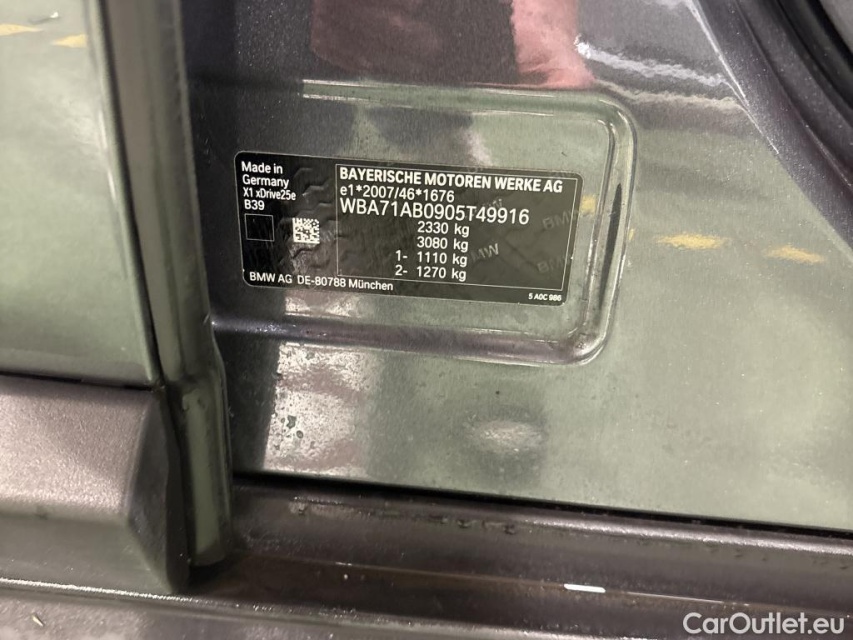 Made in
Germany
X1 xDrive25e
B39
BAYERISCHE MOTOREN WERKE AG
e1*2007/46*1676
WBA71AB0905T49916
2330 kg
3080 kg
1- 1110 kg
2- 1270 kg
BMW AG DE-80788 München
5 A0C 986
CarOutlet.eu